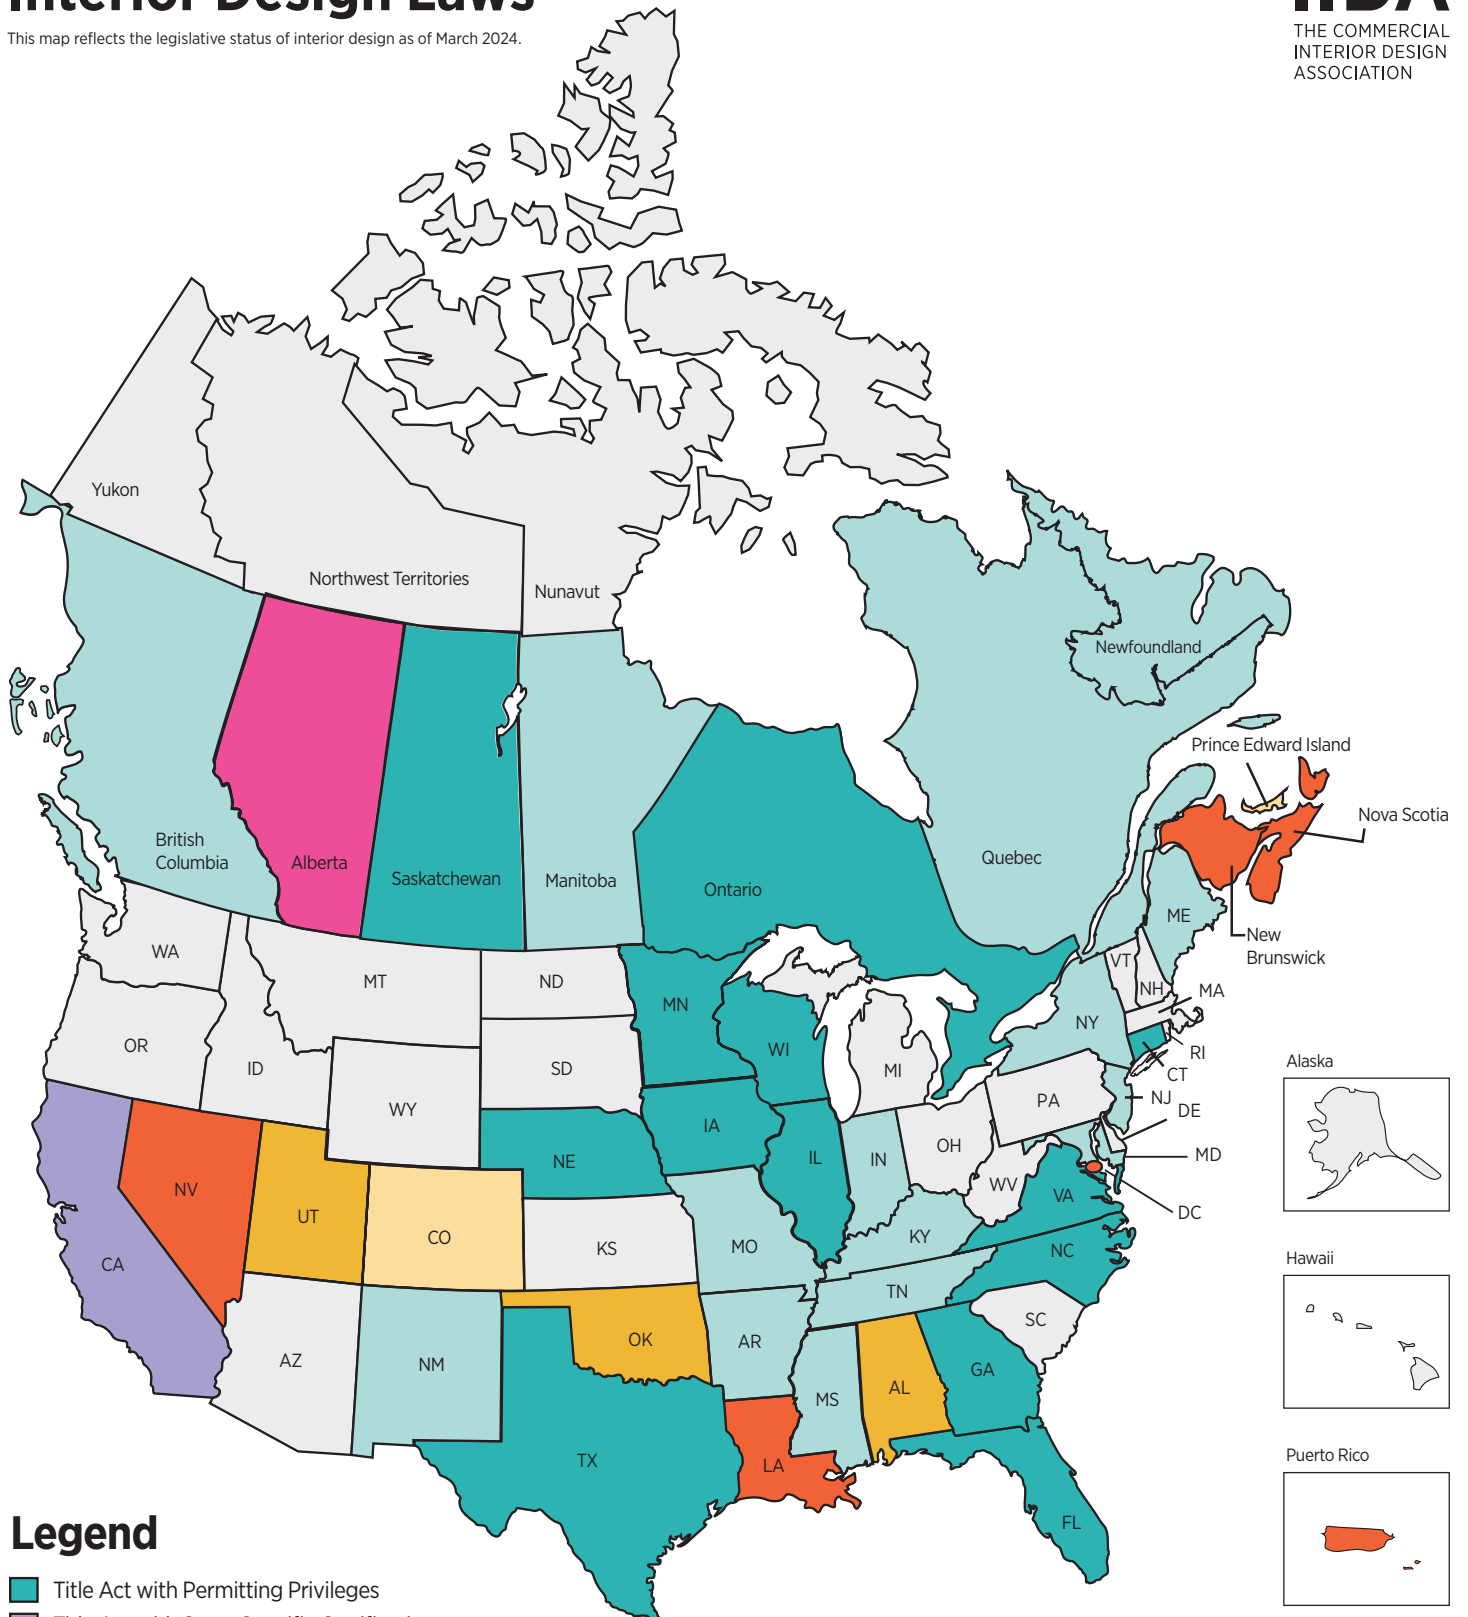 Interior Design Laws
This map reflects the legislative status of interior design as of March 2024.
IIDA
THE COMMERCIAL
INTERIOR DESIGN
ASSOCIATION
Yukon
Northwest Territories
Nunavut
Newfoundland
Prince Edward Island
Nova Scotia
British
Columbia
Alberta
Saskatchewan
Manitoba
Ontario
Quebec
New
Brunswick
ME
WA
MT
ND
MN
VT
NH
MA
OR
ID
SD
WI
MI
NY
RI
CT
WY
IA
PA
NJ
DE
NE
IL
IN
OH
MD
NV
UT
CO
KS
MO
WV
VA
KY
DC
CA
NC
TN
OK
AR
SC
AZ
NM
MS
AL
GA
TX
LA
FL
Alaska
Hawaii
Puerto Rico
Legend
Title Act with Permitting Privileges